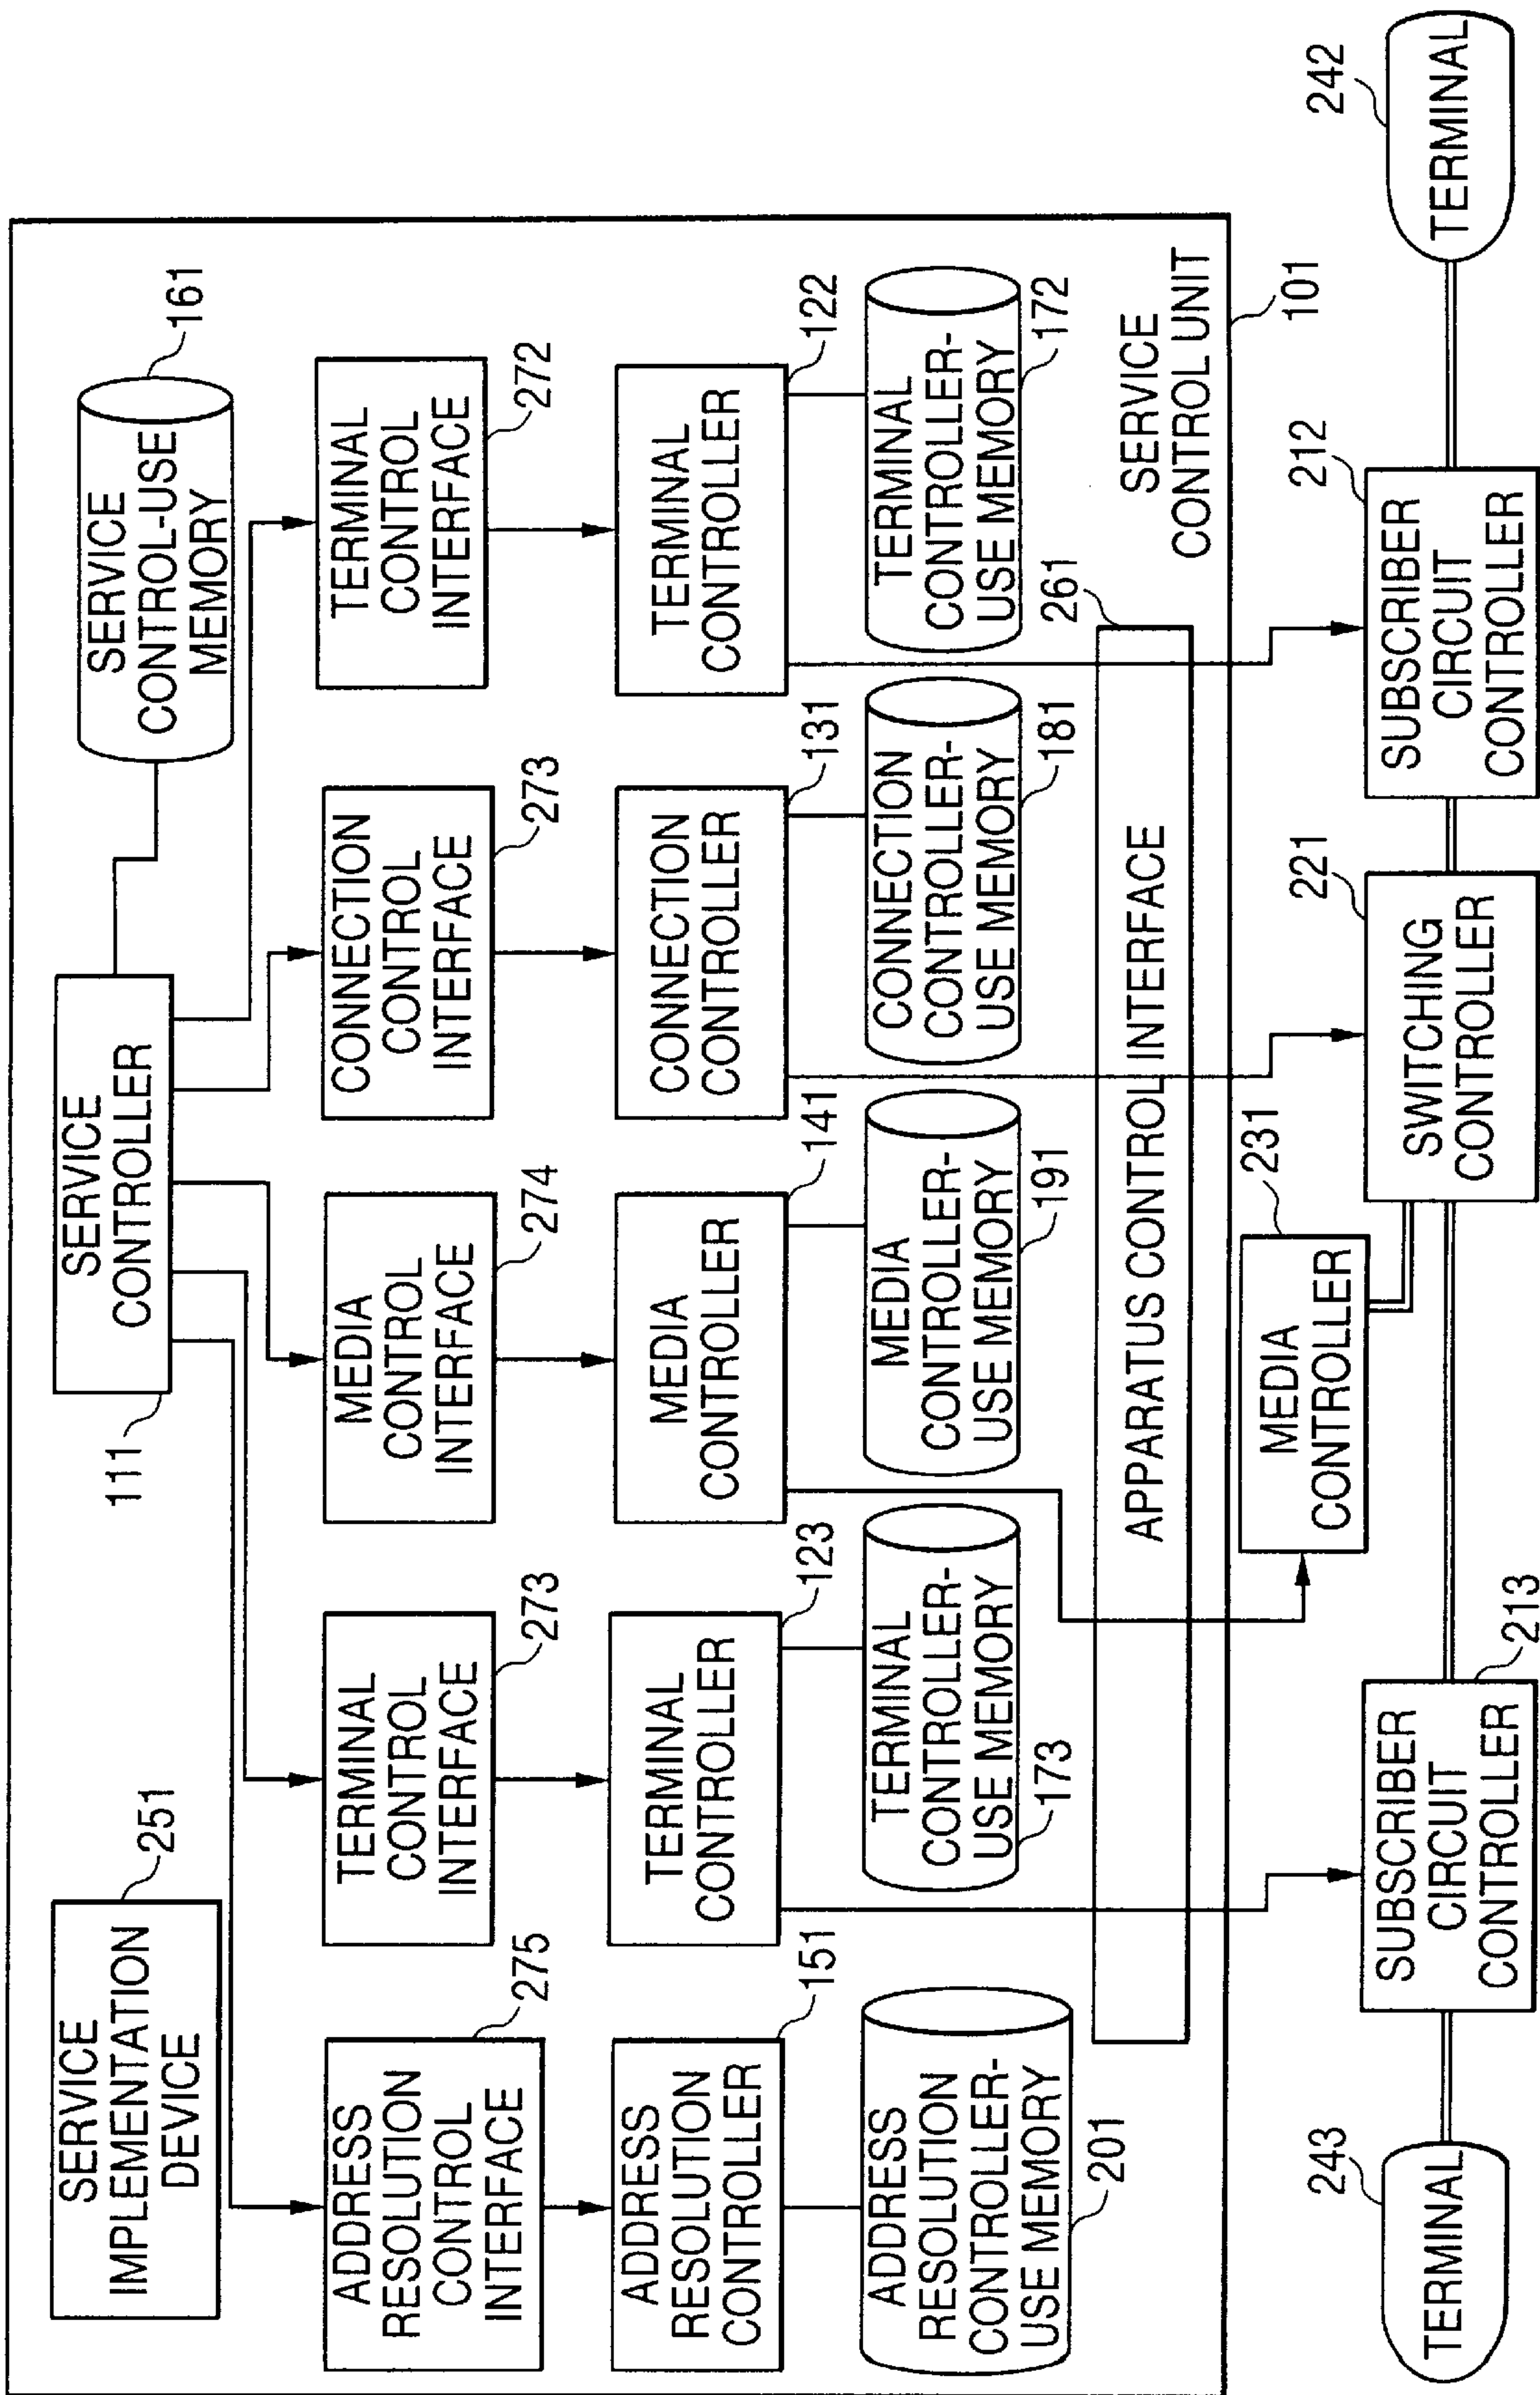 SERVICE
IMPLEMENTATION
DEVICE
251
111
SERVICE
CONTROLLER
SERVICE
CONTROL-USE
MEMORY
161
ADDRESS
RESOLUTION
CONTROL
INTERFACE
275
TERMINAL
CONTROL
INTERFACE
273
MEDIA
CONTROL
INTERFACE
274
CONNECTION
CONTROL
INTERFACE
273
TERMINAL
CONTROL
INTERFACE
272
ADDRESS
RESOLUTION
CONTROLLER
151
TERMINAL
CONTROLLER
123
MEDIA
CONTROLLER
141
CONNECTION
CONTROLLER
131
TERMINAL
CONTROLLER
122
ADDRESS
RESOLUTION
CONTROLLER-
USE MEMORY
201
TERMINAL
CONTROLLER-
USE MEMORY
173
MEDIA
CONTROLLER-
USE MEMORY
191
CONNECTION
CONTROLLER-
USE MEMORY
181
TERMINAL
CONTROLLER-
USE MEMORY
172
APPARATUS CONTROL INTERFACE
261
SERVICE
CONTROL UNIT
101
MEDIA
CONTROLLER
231
243
TERMINAL
SUBSCRIBER
CIRCUIT
CONTROLLER
213
SWITCHING
CONTROLLER
221
SUBSCRIBER
CIRCUIT
CONTROLLER
212
TERMINAL
242